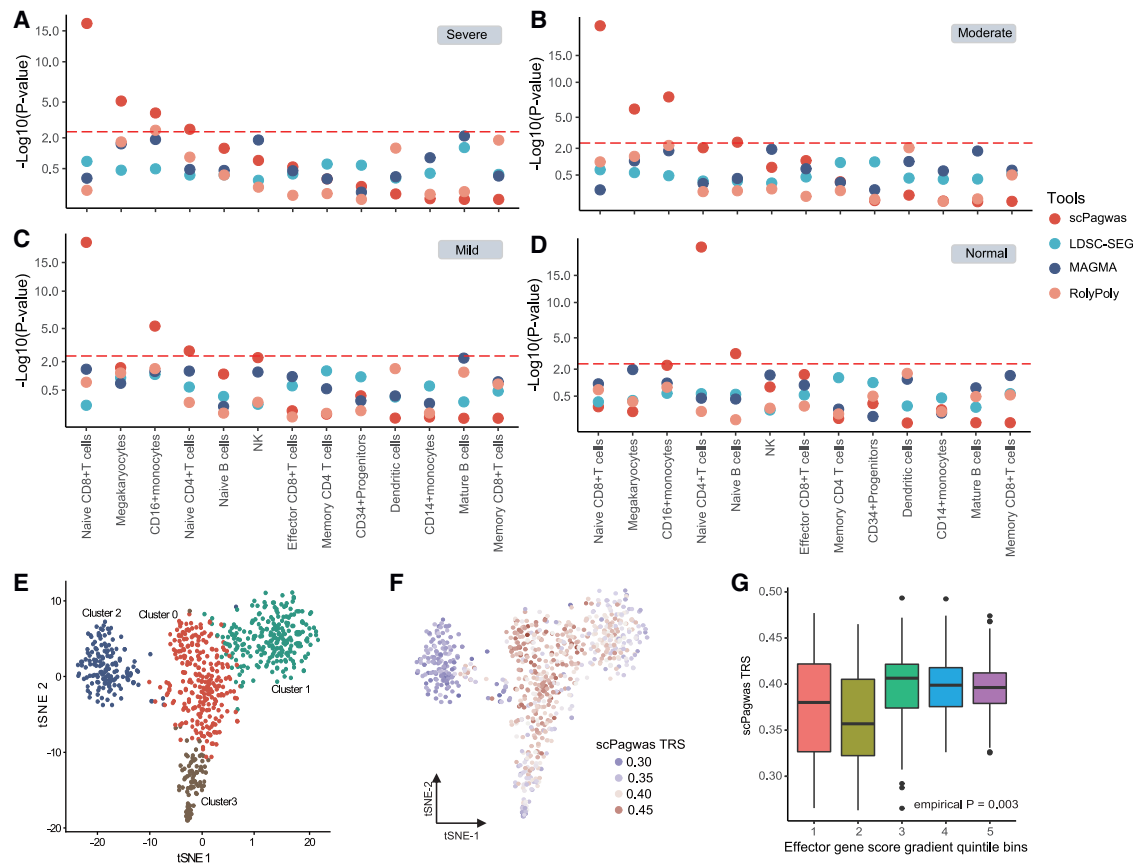 A
Severe
-Log10(P-value)
15.0
10.0
5.0
2.0
0.5
B
Moderate
-Log10(P-value)
15.0
10.0
5.0
2.0
0.5
C
Mild
-Log10(P-value)
15.0
10.0
5.0
2.0
0.5
Naive CD8+T cells
Megakaryocytes
CD16+monocytes
Naive CD4+T cells
Naive B cells
NK
Effector CD8+T cells
Memory CD4 T cells
CD34+Progenitors
Dendritic cells
CD14+monocytes
Mature B cells
Memory CD8+T cells
D
Normal
-Log10(P-value)
15.0
10.0
5.0
2.0
0.5
Naive CD8+T cells
Megakaryocytes
CD16+monocytes
Naive CD4+T cells
Naive B cells
NK
Effector CD8+T cells
Memory CD4 T cells
CD34+Progenitors
Dendritic cells
CD14+monocytes
Mature B cells
Memory CD8+T cells
Tools
scPagwas
LDSC-SEG
MAGMA
RolyPoly
E
Cluster 2
Cluster 0
Cluster 1
Cluster3
tSNE 2
10
0
-10
-20
-20
-10
0
10
20
tSNE1
F
scPagwas TRS
0.30
0.35
0.40
0.45
tSNE-2
tSNE-1
G
scPagwas TRS
0.50
0.45
0.40
0.35
0.30
empirical P = 0.003
1
2
3
4
5
Effector gene score gradient quintile bins